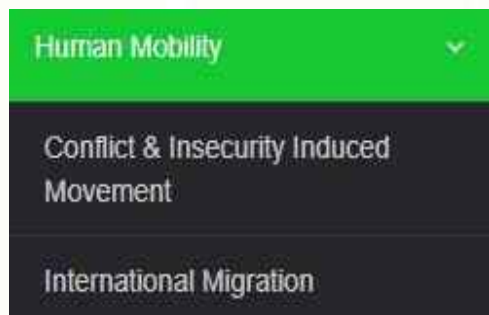 Human Mobility
Conflict & Insecurity Induced
Movement
International Migration